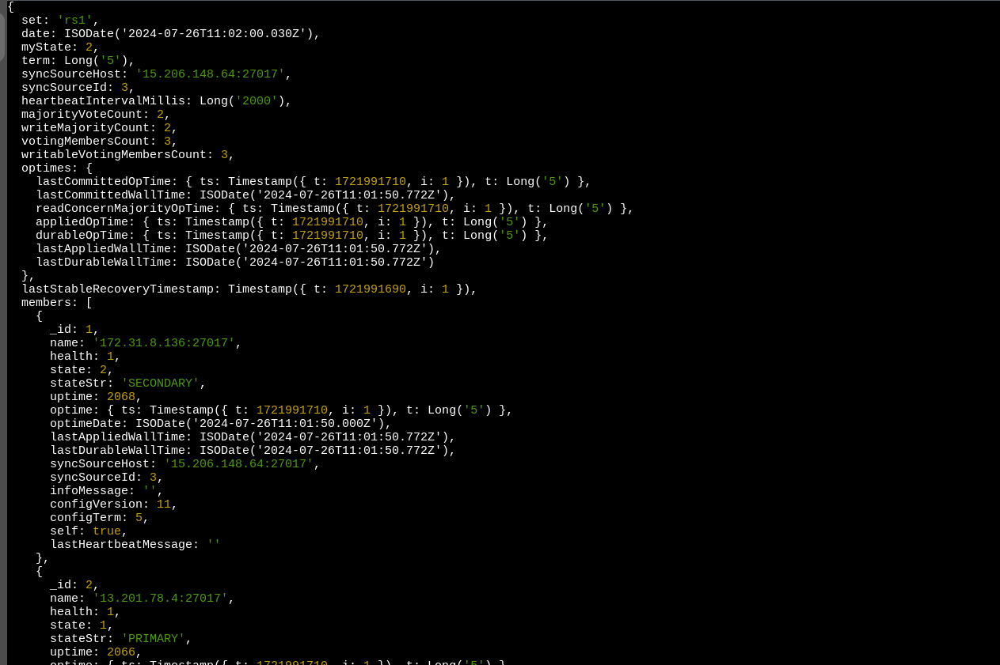 {
  set: 'rs1',
  date: ISODate('2024-07-26T11:02:00.030Z'),
  myState: 2,
  term: Long('5'),
  syncSourceHost: '15.206.148.64:27017',
  syncSourceId: 3,
  heartbeatIntervalMillis: Long('2000'),
  majorityVoteCount: 2,
  writeMajorityCount: 2,
  votingMembersCount: 3,
  writableVotingMembersCount: 3,
  optimes: {
    lastCommittedOpTime: { ts: Timestamp({ t: 1721991710, i: 1 }), t: Long('5') },
    lastCommittedWallTime: ISODate('2024-07-26T11:01:50.772Z'),
    readConcernMajorityOpTime: { ts: Timestamp({ t: 1721991710, i: 1 }), t: Long('5') },
    appliedOpTime: { ts: Timestamp({ t: 1721991710, i: 1 }), t: Long('5') },
    durableOpTime: { ts: Timestamp({ t: 1721991710, i: 1 }), t: Long('5') },
    lastAppliedWallTime: ISODate('2024-07-26T11:01:50.772Z'),
    lastDurableWallTime: ISODate('2024-07-26T11:01:50.772Z')
  },
  lastStableRecoveryTimestamp: Timestamp({ t: 1721991690, i: 1 }),
  members: [
    {
      _id: 1,
      name: '172.31.8.136:27017',
      health: 1,
      state: 2,
      stateStr: 'SECONDARY',
      uptime: 2068,
      optime: { ts: Timestamp({ t: 1721991710, i: 1 }), t: Long('5') },
      optimeDate: ISODate('2024-07-26T11:01:50.000Z'),
      lastAppliedWallTime: ISODate('2024-07-26T11:01:50.772Z'),
      lastDurableWallTime: ISODate('2024-07-26T11:01:50.772Z'),
      syncSourceHost: '15.206.148.64:27017',
      syncSourceId: 3,
      infoMessage: '',
      configVersion: 11,
      configTerm: 5,
      self: true,
      lastHeartbeatMessage: ''
    },
    {
      _id: 2,
      name: '13.201.78.4:27017',
      health: 1,
      state: 1,
      stateStr: 'PRIMARY',
      uptime: 2066,
      optime: { ts: Timestamp({ t: 1721991710, i: 1 }), t: Long('5') }